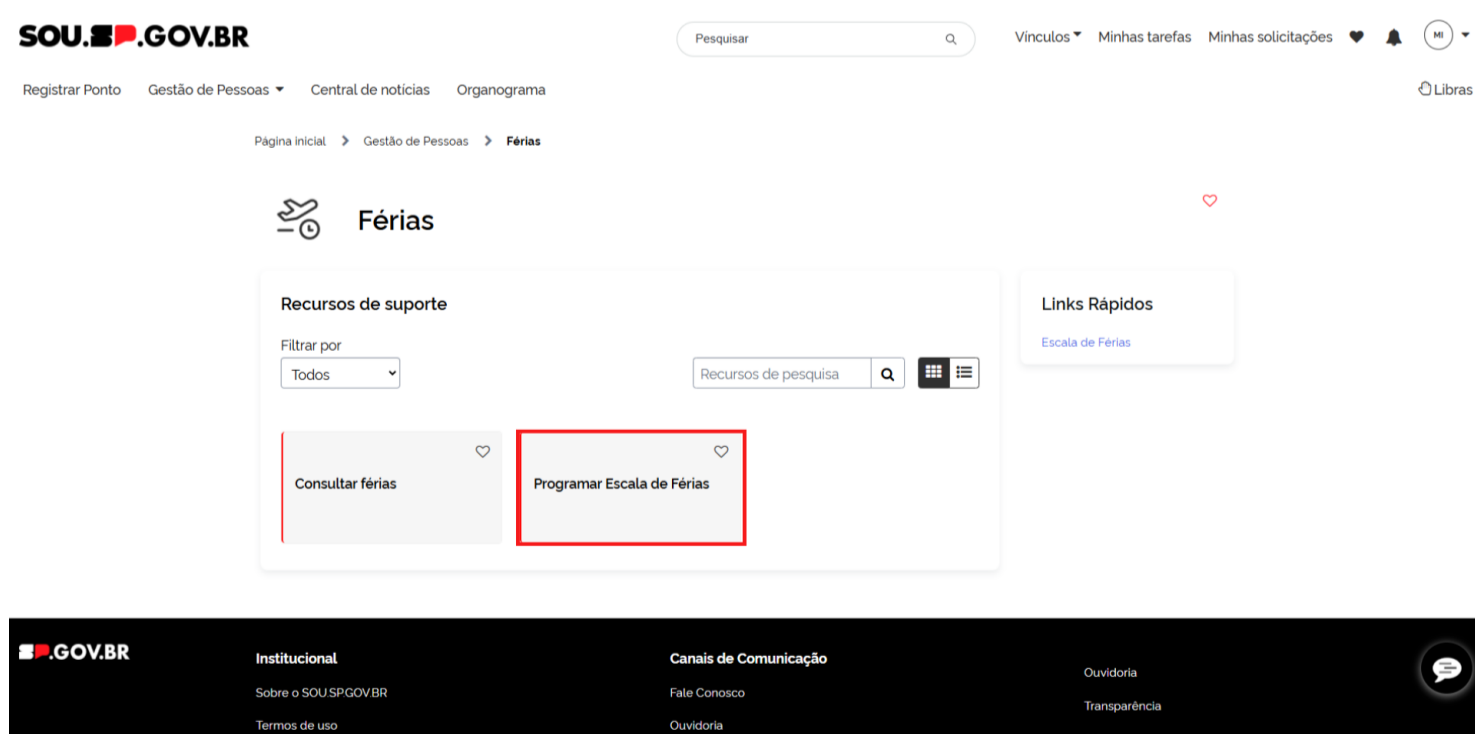 SOU.SP.GOV.BR
Pesquisar
Vínculos Minhas tarefas Minhas solicitações MI
Registrar Ponto Gestão de Pessoas Central de notícias Organograma Libras
Página inicial Gestão de Pessoas Férias
Férias
Recursos de suporte
Links Rápidos
Filtrar por
Escala de Férias
Todos
Recursos de pesquisa
Consultar férias
Programar Escala de Férias
SP.GOV.BR
Institucional
Canais de Comunicação
Ouvidoria
Sobre o SOU.SP.GOV.BR
Fale Conosco
Transparência
Termos de uso
Ouvidoria